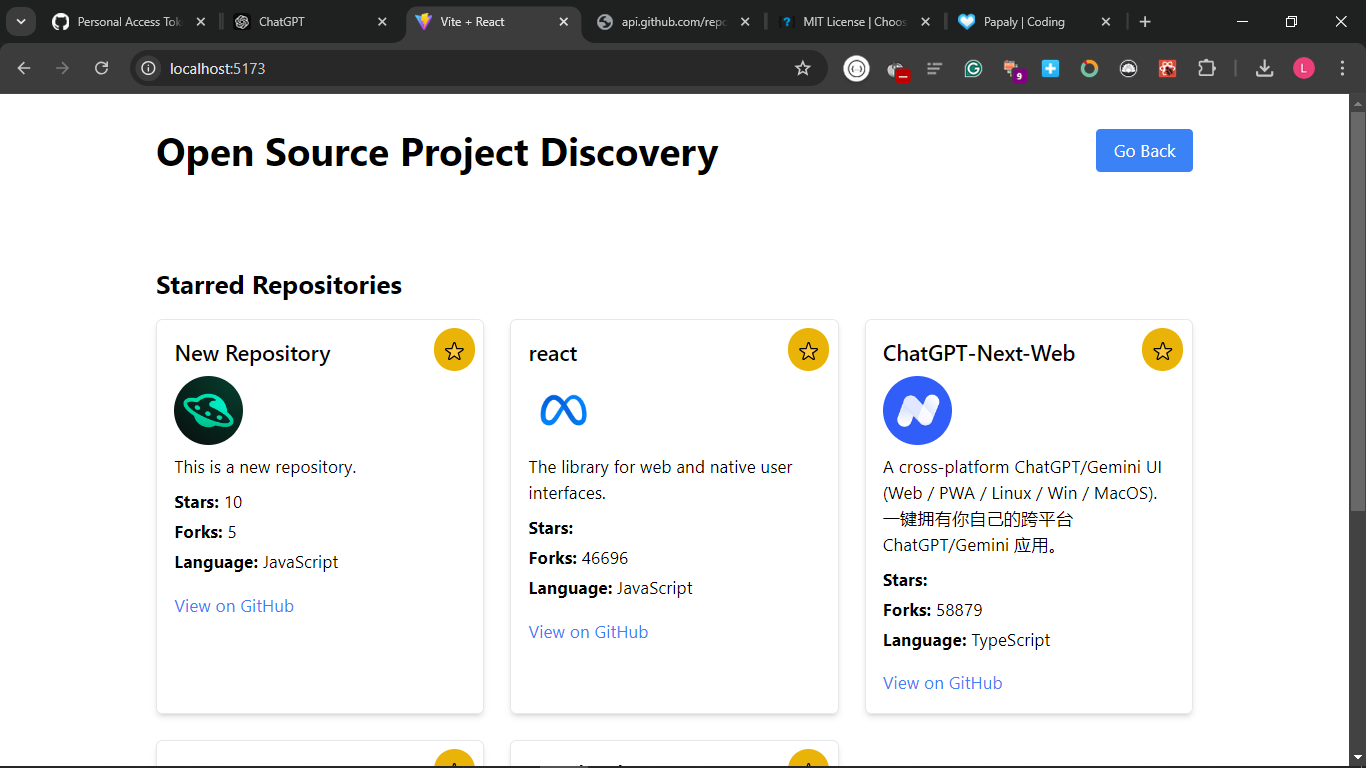 Personal Access Tok
ChatGPT
Vite + React
api.github.com/repo
MIT License | Choos
Papaly | Coding
localhost:5173
9
L
Open Source Project Discovery
Go Back
Starred Repositories
New Repository
This is a new repository.
Stars: 10
Forks: 5
Language: JavaScript
View on GitHub
react
The library for web and native user
interfaces.
Stars:
Forks: 46696
Language: JavaScript
View on GitHub
ChatGPT-Next-Web
A cross-platform ChatGPT/Gemini UI
(Web / PWA / Linux / Win / MacOS).
一键拥有你自己的跨平台
ChatGPT/Gemini 应用。
Stars:
Forks: 58879
Language: TypeScript
View on GitHub